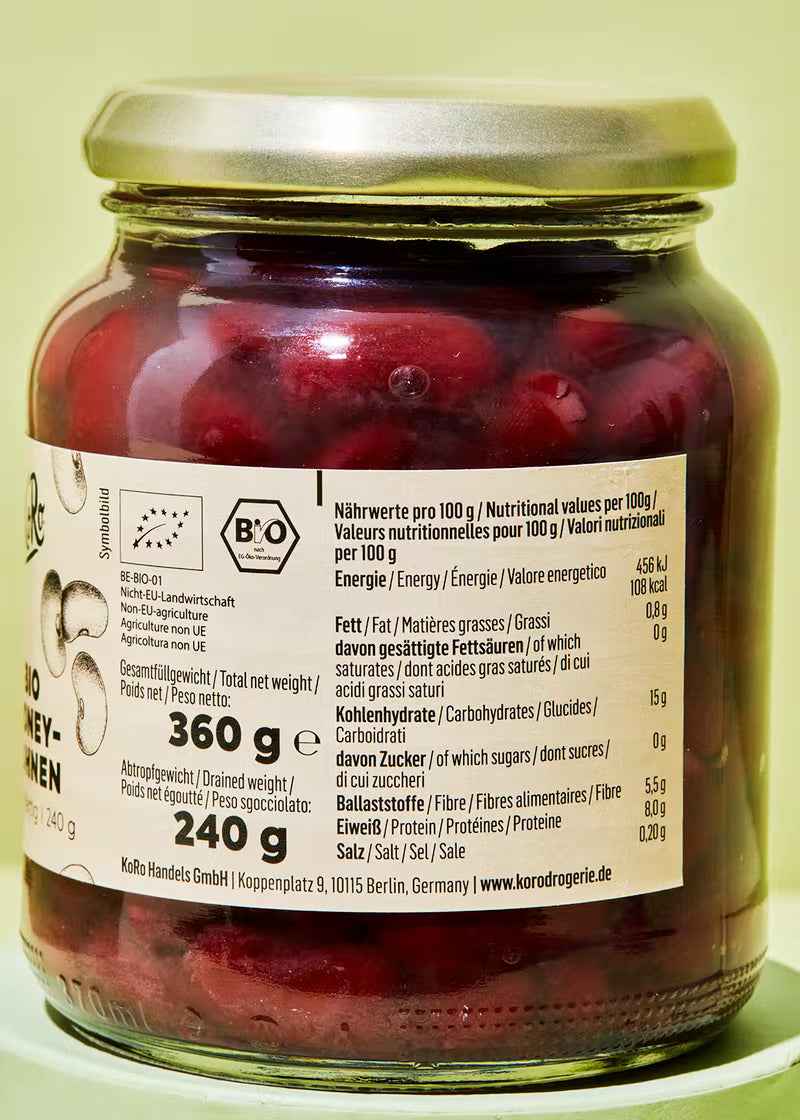 Symbolbild
BIO
nach
EG-Öko-Verordnung
BE-BIO-01
Nicht-EU-Landwirtschaft
Non-EU-agriculture
Agriculture non UE
Agricoltura non UE
Gesamtfüllgewicht / Total net weight /
Poids net / Peso netto:
360 g e
Abtropfgewicht / Drained weight /
Poids net égoutté / Peso sgocciolato:
240 g
BIO
NEY-
NEN
240 g
Nährwerte pro 100 g / Nutritional values per 100g /
Valeurs nutritionnelles pour 100 g / Valori nutrizionali
per 100 g
Energie / Energy / Énergie / Valore energetico 456 kJ
108 kcal
Fett / Fat / Matières grasses / Grassi 0,8 g
davon gesättigte Fettsäuren / of which 0 g
saturates / dont acides gras saturés / di cui
acidi grassi saturi
Kohlenhydrate / Carbohydrates / Glucides / 15 g
Carboidrati
davon Zucker / of which sugars / dont sucres / 0 g
di cui zuccheri
Ballaststoffe / Fibre / Fibres alimentaires / Fibre 5,5 g
Eiweiß / Protein / Protéines / Proteine 8,0 g
Salz / Salt / Sel / Sale 0,20 g
KoRo Handels GmbH | Koppenplatz 9, 10115 Berlin, Germany | www.korodrogerie.de
370ml